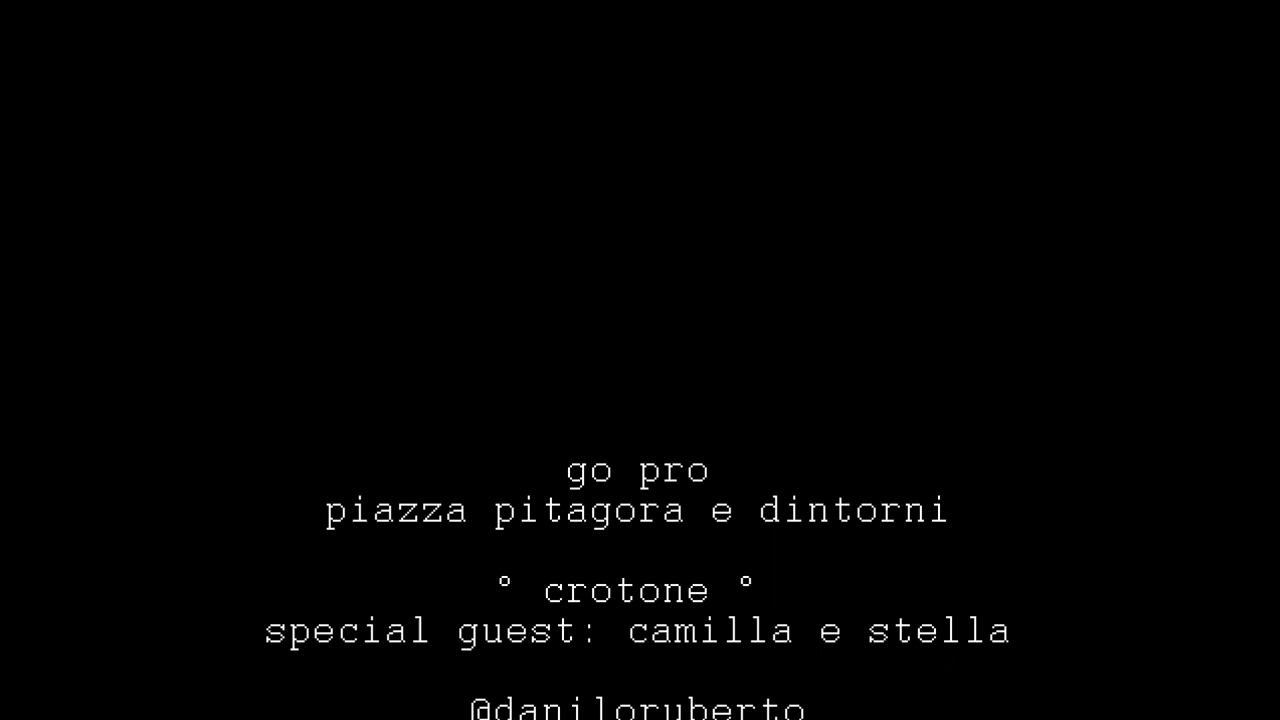 go pro
piazza pitagora e dintorni
° crotone °
special guest: camilla e stella
@daniloruberto